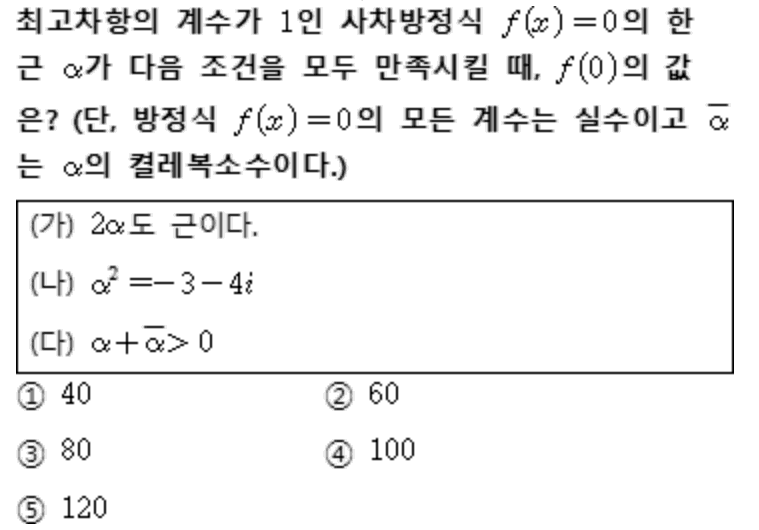 최고차항의 계수가 1인 사차방정식 f(x)=0의 한
근 α가 다음 조건을 모두 만족시킬 때, f(0)의 값
은? (단, 방정식 f(x)=0의 모든 계수는 실수이고 α̅
는 α의 켤레복소수이다.)
(가) 2α도 근이다.
(나) α²=-3-4i
(다) α+α̅>0
① 40 ② 60
③ 80 ④ 100
⑤ 120